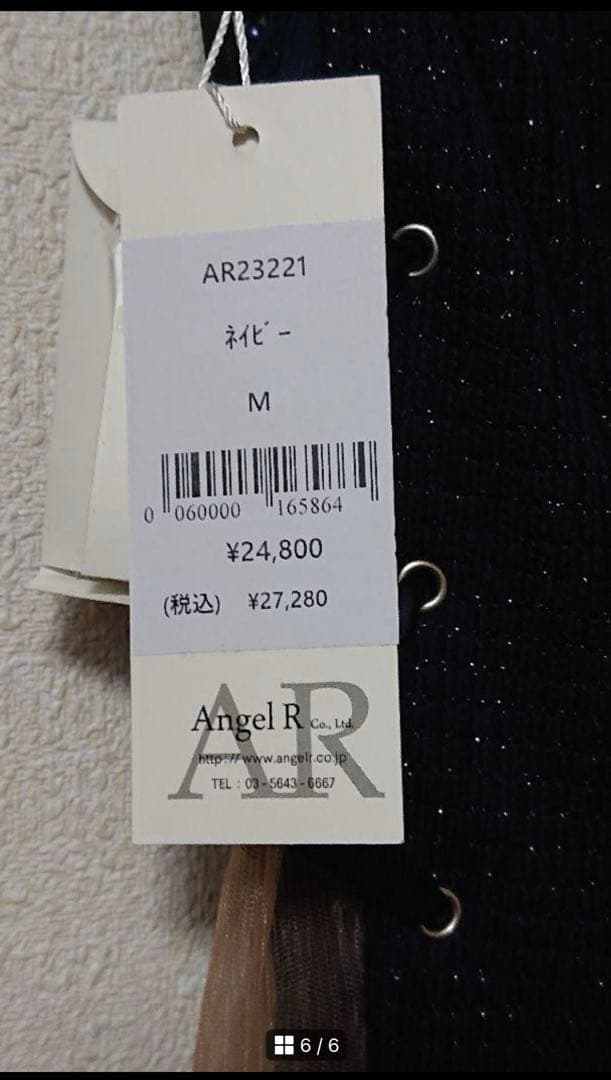 AR23221
ﾈｲﾋﾞｰ
M
0 060000 165864
¥24,800
(税込) ¥27,280
AR
Angel R Co., Ltd.
http://www.angelr.co.jp
TEL : 03-5643-6667
6 / 6